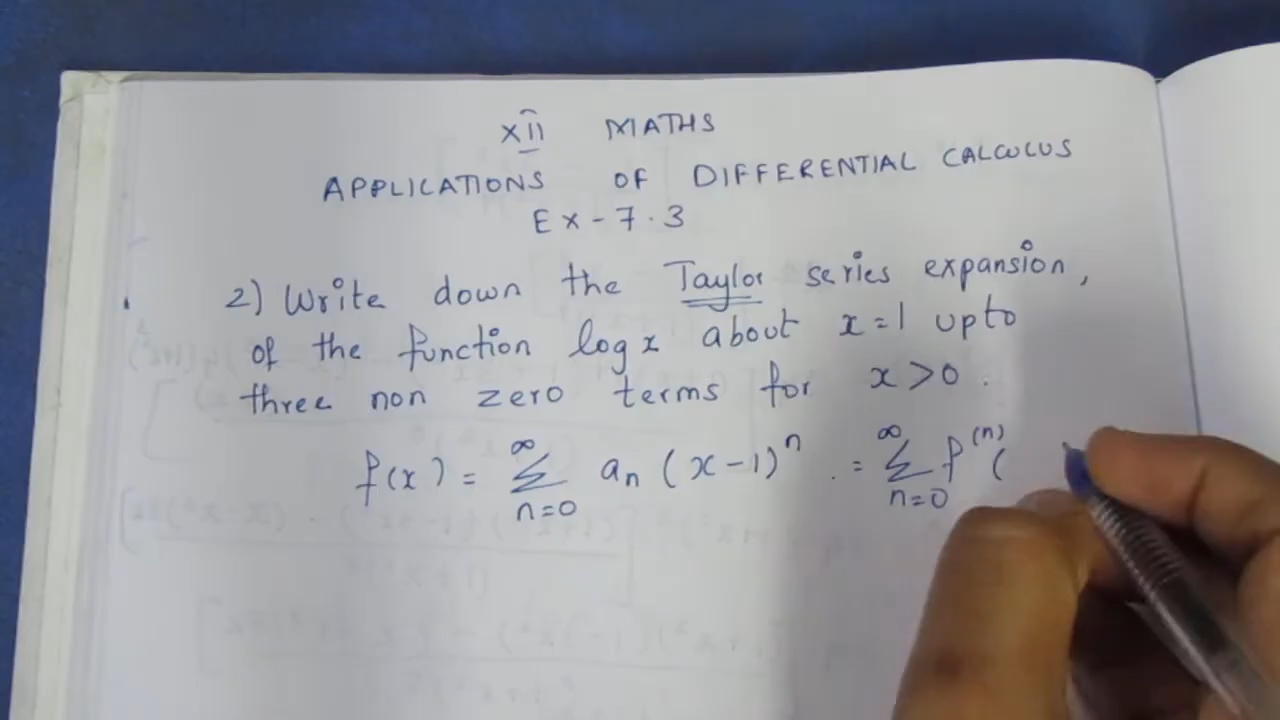 XII MATHS
APPLICATIONS OF DIFFERENTIAL CALCULUS
Ex - 7.3
2) Write down the Taylor series expansion,
of the function log x about x=1 upto
three non zero terms for x>0.
f(x) = ∑_{n=0}^{∞} aₙ (x-1)ⁿ . = ∑_{n=0}^{∞} f⁽ⁿ⁾(